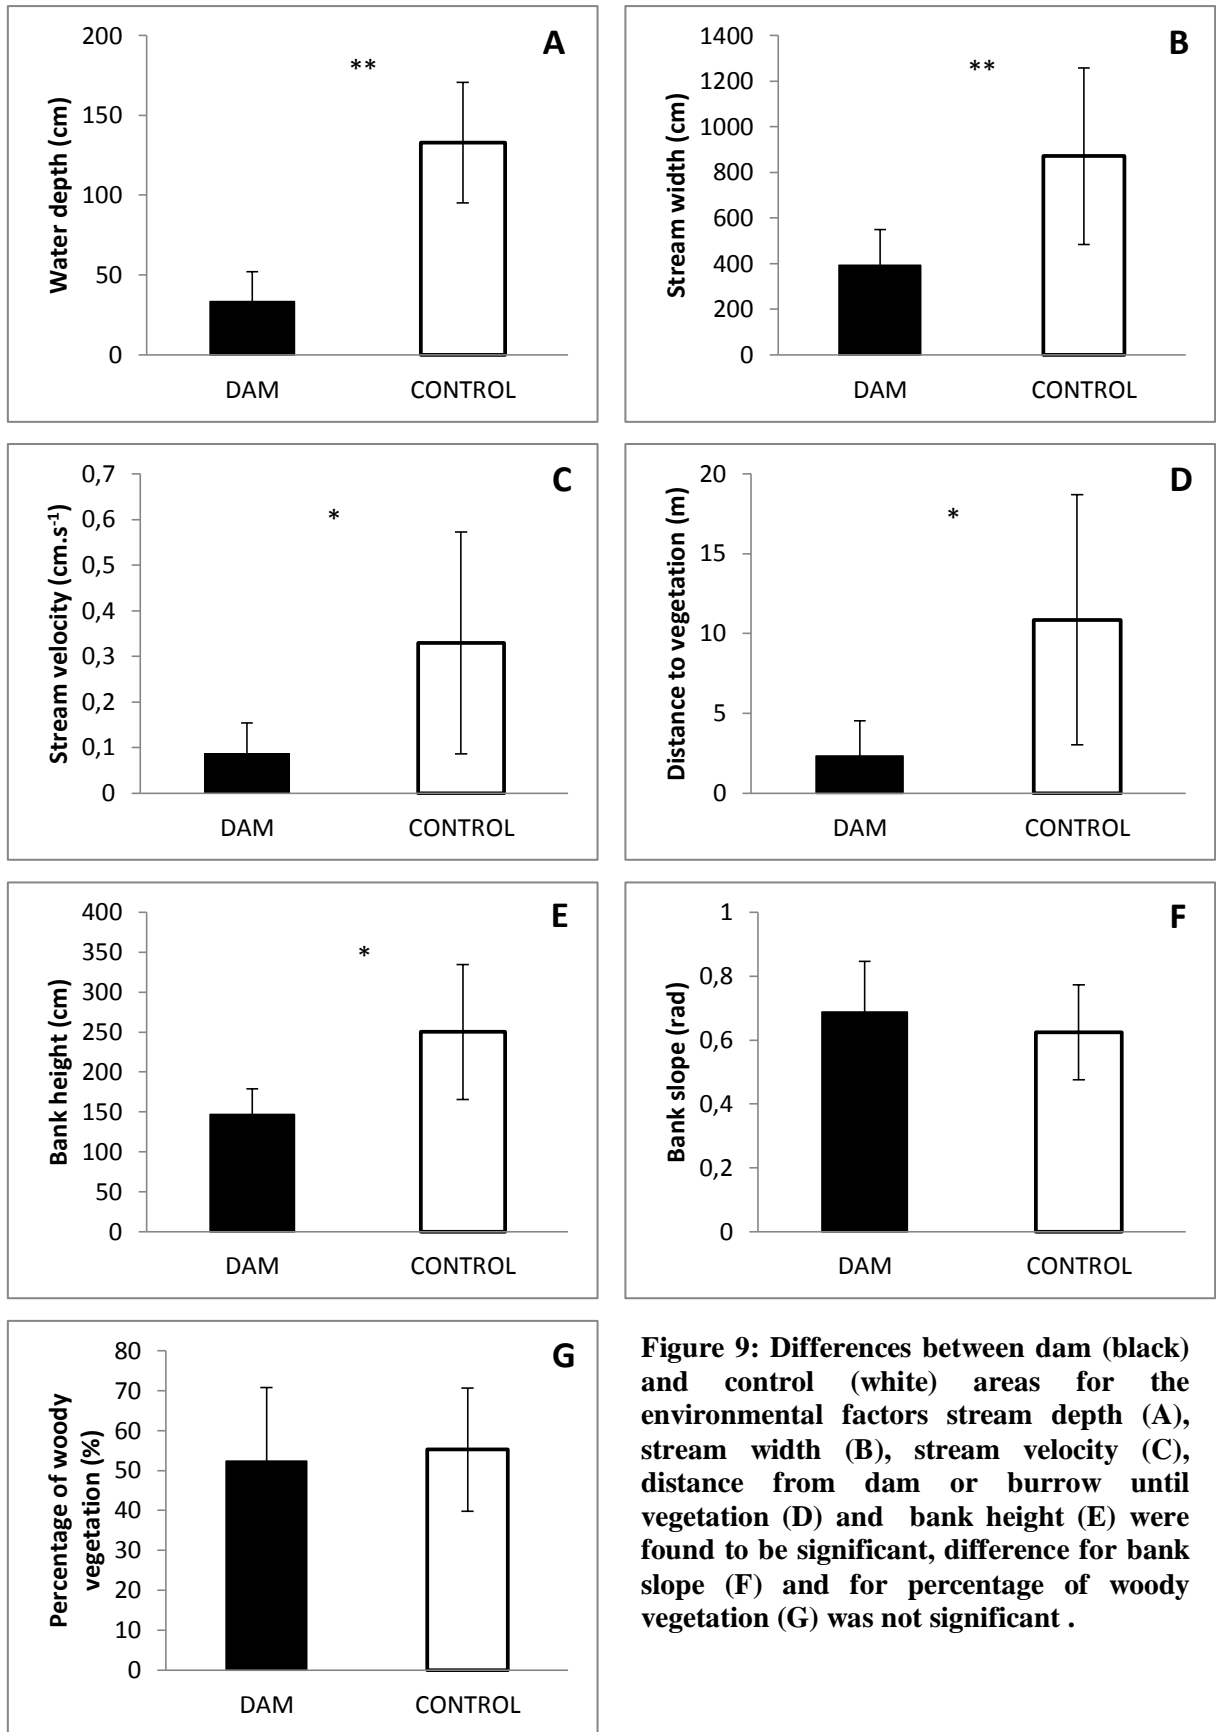 A
**
Water depth (cm)
200
150
100
50
0
DAM CONTROL
B
**
Stream width (cm)
1400
1200
1000
800
600
400
200
0
DAM CONTROL
C
*
Stream velocity (cm.s-1)
0,7
0,6
0,5
0,4
0,3
0,2
0,1
0
DAM CONTROL
D
*
Distance to vegetation (m)
20
15
10
5
0
DAM CONTROL
E
*
Bank height (cm)
400
350
300
250
200
150
100
50
0
DAM CONTROL
F
Bank slope (rad)
1
0,8
0,6
0,4
0,2
0
DAM CONTROL
G
Percentage of woody
vegetation (%)
80
70
60
50
40
30
20
10
0
DAM CONTROL
Figure 9: Differences between dam (black)
and control (white) areas for the
environmental factors stream depth (A),
stream width (B), stream velocity (C),
distance from dam or burrow until
vegetation (D) and bank height (E) were
found to be significant, difference for bank
slope (F) and for percentage of woody
vegetation (G) was not significant .